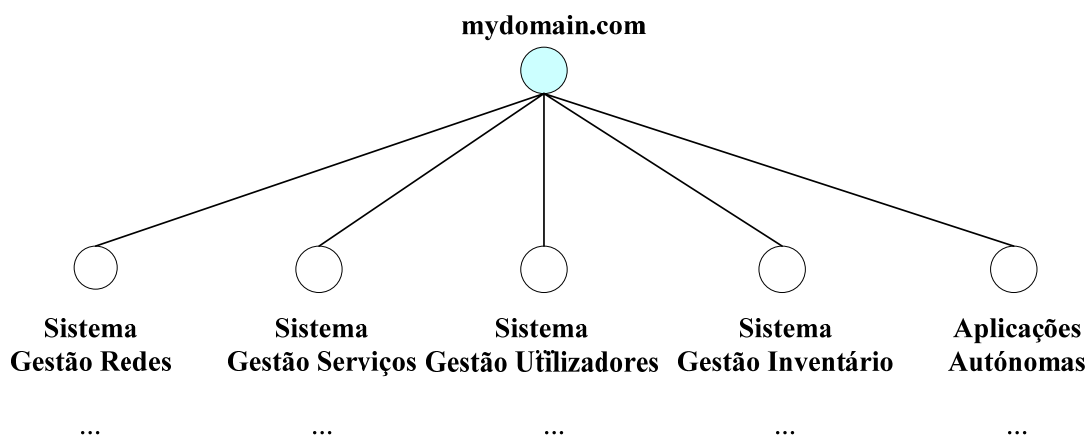 mydomain.com
Sistema Sistema Sistema Sistema Aplicações
Gestão Redes Gestão Serviços Gestão Utilizadores Gestão Inventário Autónomas
... ... ... ... ...